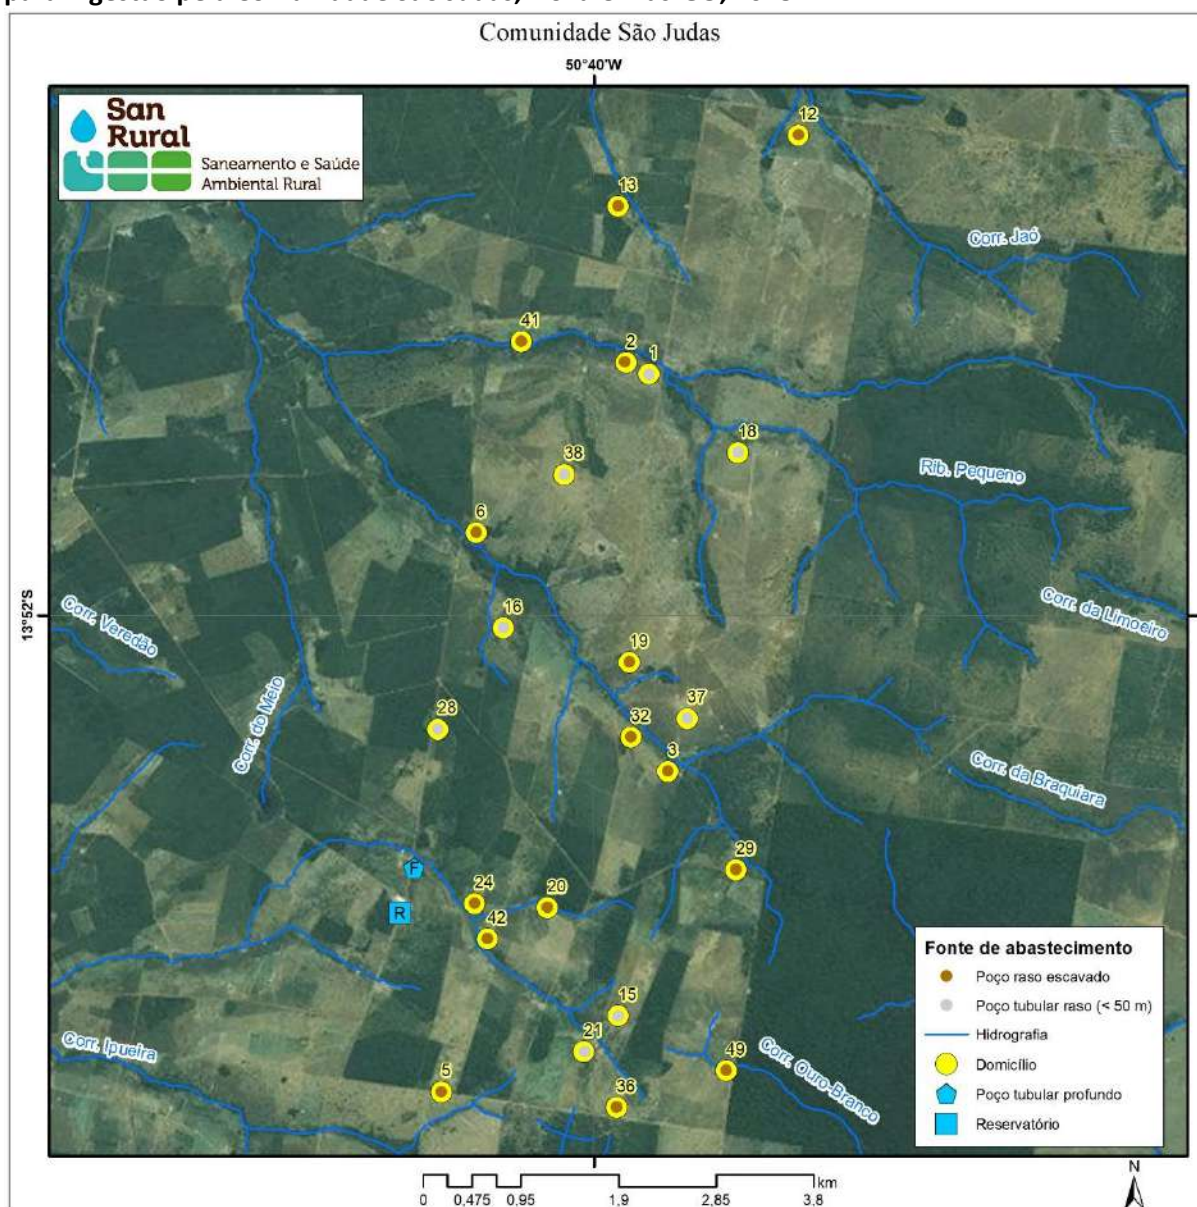 Comunidade São Judas
50°40'W
San
Rural
Saneamento e Saúde
Ambiental Rural
12
13
Corr. Jaó
41
2
1
18
38
Rib. Pequeno
6
13°52'S
Corr. Veredão
16
Corr. da Limoeiro
19
Corr. do Meio
28
37
32
3
Corr. da Braquiara
29
F
24
20
R
42
Fonte de abastecimento
Poço raso escavado
Poço tubular raso (< 50 m)
Hidrografia
Domicílio
Poço tubular profundo
Reservatório
15
21
Corr. Ipueira
49
Corr. Ouro-Branco
5
36
km
0 0,475 0,95 1,9 2,85 3,8
N